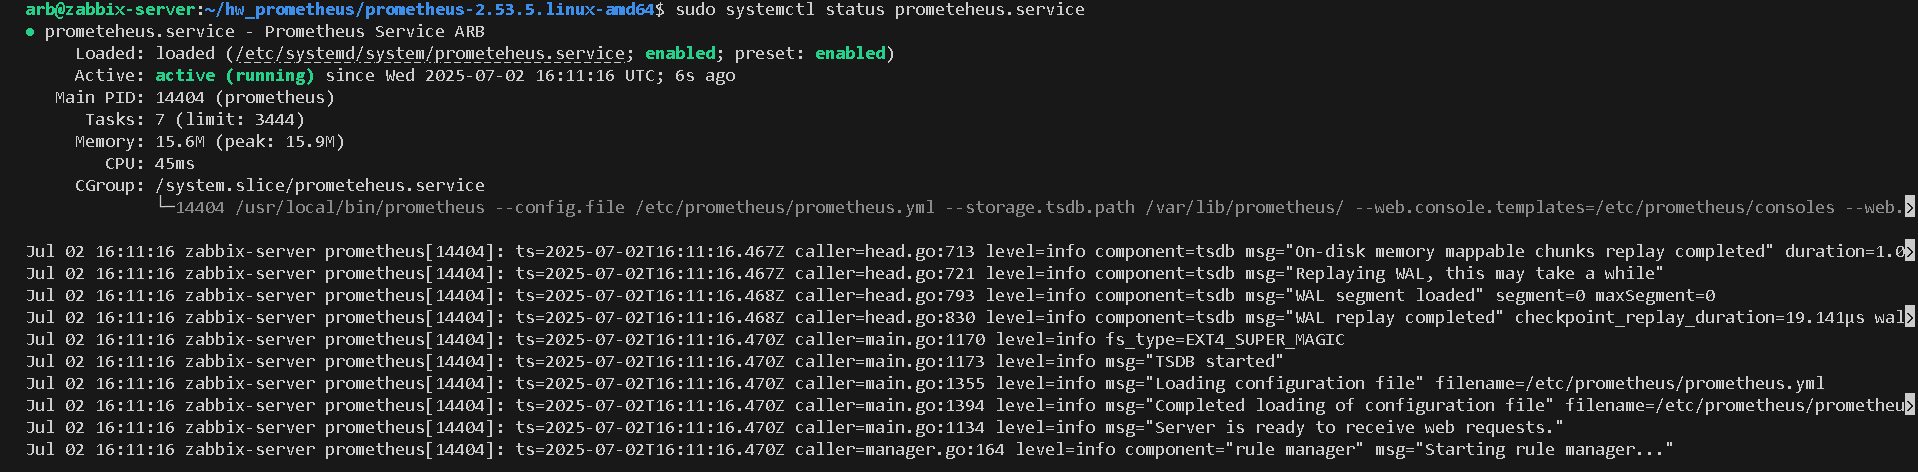 arb@zabbix-server:~/hw_prometheus/prometheus-2.53.5.linux-amd64$ sudo systemctl status prometeheus.service
● prometeheus.service - Prometheus Service ARB
Loaded: loaded (/etc/systemd/system/prometeheus.service; enabled; preset: enabled)
Active: active (running) since Wed 2025-07-02 16:11:16 UTC; 6s ago
Main PID: 14404 (prometheus)
Tasks: 7 (limit: 3444)
Memory: 15.6M (peak: 15.9M)
CPU: 45ms
CGroup: /system.slice/prometeheus.service
└─14404 /usr/local/bin/prometheus --config.file /etc/prometheus/prometheus.yml --storage.tsdb.path /var/lib/prometheus/ --web.console.templates=/etc/prometheus/consoles --web.>
Jul 02 16:11:16 zabbix-server prometheus[14404]: ts=2025-07-02T16:11:16.467Z caller=head.go:713 level=info component=tsdb msg="On-disk memory mappable chunks replay completed" duration=1.0>
Jul 02 16:11:16 zabbix-server prometheus[14404]: ts=2025-07-02T16:11:16.467Z caller=head.go:721 level=info component=tsdb msg="Replaying WAL, this may take a while"
Jul 02 16:11:16 zabbix-server prometheus[14404]: ts=2025-07-02T16:11:16.468Z caller=head.go:793 level=info component=tsdb msg="WAL segment loaded" segment=0 maxSegment=0
Jul 02 16:11:16 zabbix-server prometheus[14404]: ts=2025-07-02T16:11:16.468Z caller=head.go:830 level=info component=tsdb msg="WAL replay completed" checkpoint_replay_duration=19.141µs wal>
Jul 02 16:11:16 zabbix-server prometheus[14404]: ts=2025-07-02T16:11:16.470Z caller=main.go:1170 level=info fs_type=EXT4_SUPER_MAGIC
Jul 02 16:11:16 zabbix-server prometheus[14404]: ts=2025-07-02T16:11:16.470Z caller=main.go:1173 level=info msg="TSDB started"
Jul 02 16:11:16 zabbix-server prometheus[14404]: ts=2025-07-02T16:11:16.470Z caller=main.go:1355 level=info msg="Loading configuration file" filename=/etc/prometheus/prometheus.yml
Jul 02 16:11:16 zabbix-server prometheus[14404]: ts=2025-07-02T16:11:16.470Z caller=main.go:1394 level=info msg="Completed loading of configuration file" filename=/etc/prometheus/prometheu>
Jul 02 16:11:16 zabbix-server prometheus[14404]: ts=2025-07-02T16:11:16.470Z caller=main.go:1134 level=info msg="Server is ready to receive web requests."
Jul 02 16:11:16 zabbix-server prometheus[14404]: ts=2025-07-02T16:11:16.470Z caller=manager.go:164 level=info component="rule manager" msg="Starting rule manager..."